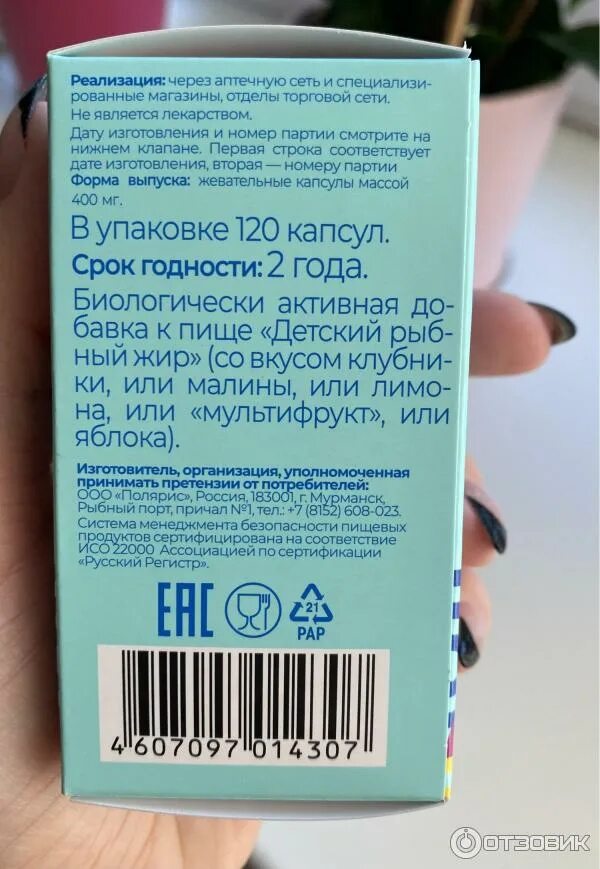 Реализация: через аптечную сеть и специализи-
рованные магазины, отделы торговой сети.
Не является лекарством.
Дату изготовления и номер партии смотрите на
нижнем клапане. Первая строка соответствует
дате изготовления, вторая — номеру партии
Форма выпуска: жевательные капсулы массой
400 мг.
В упаковке 120 капсул.
Срок годности: 2 года.
Биологически активная до-
бавка к пище «Детский рыб-
ный жир» (со вкусом клубни-
ки, или малины, или лимо-
на, или «мультифрукт», или
яблока).
Изготовитель, организация, уполномоченная
принимать претензии от потребителей:
ООО «Полярис», Россия, 183001, г. Мурманск,
Рыбный порт, причал №1, тел.: +7 (8152) 608-023.
Система менеджмента безопасности пищевых
продуктов сертифицирована на соответствие
ИСО 22000 Ассоциацией по сертификации
«Русский Регистр».
ЕАС
21
PAP
4 607097 014307
ОТЗОВИК